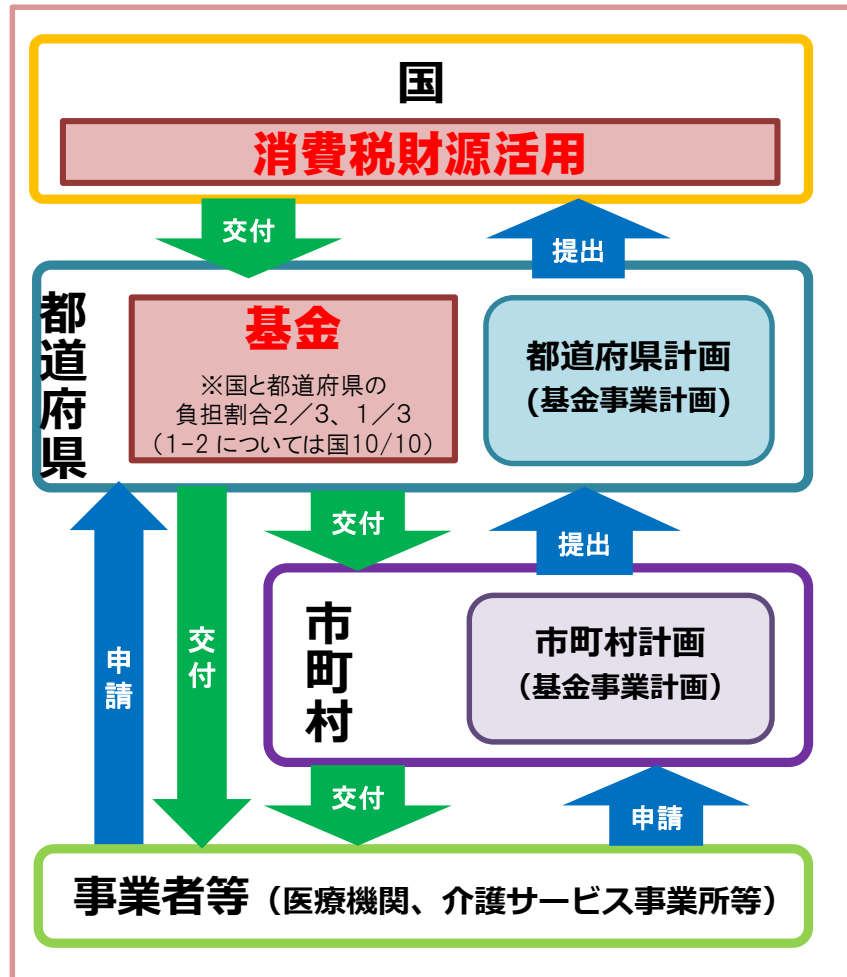 国
消費税財源活用
交付
提出
都道府県
基金
※国と都道府県の
負担割合2/3、1/3
(1-2 については国10/10)
都道府県計画
(基金事業計画)
交付
提出
申請
交付
市町村
市町村計画
(基金事業計画)
交付
申請
事業者等(医療機関、介護サービス事業所等)